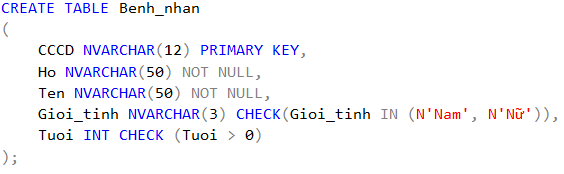 CREATE TABLE Benh_nhan
(
CCCD NVARCHAR(12) PRIMARY KEY,
Ho NVARCHAR(50) NOT NULL,
Ten NVARCHAR(50) NOT NULL,
Gioi_tinh NVARCHAR(3) CHECK(Gioi_tinh IN (N'Nam', N'Nữ')),
Tuoi INT CHECK (Tuoi > 0)
);